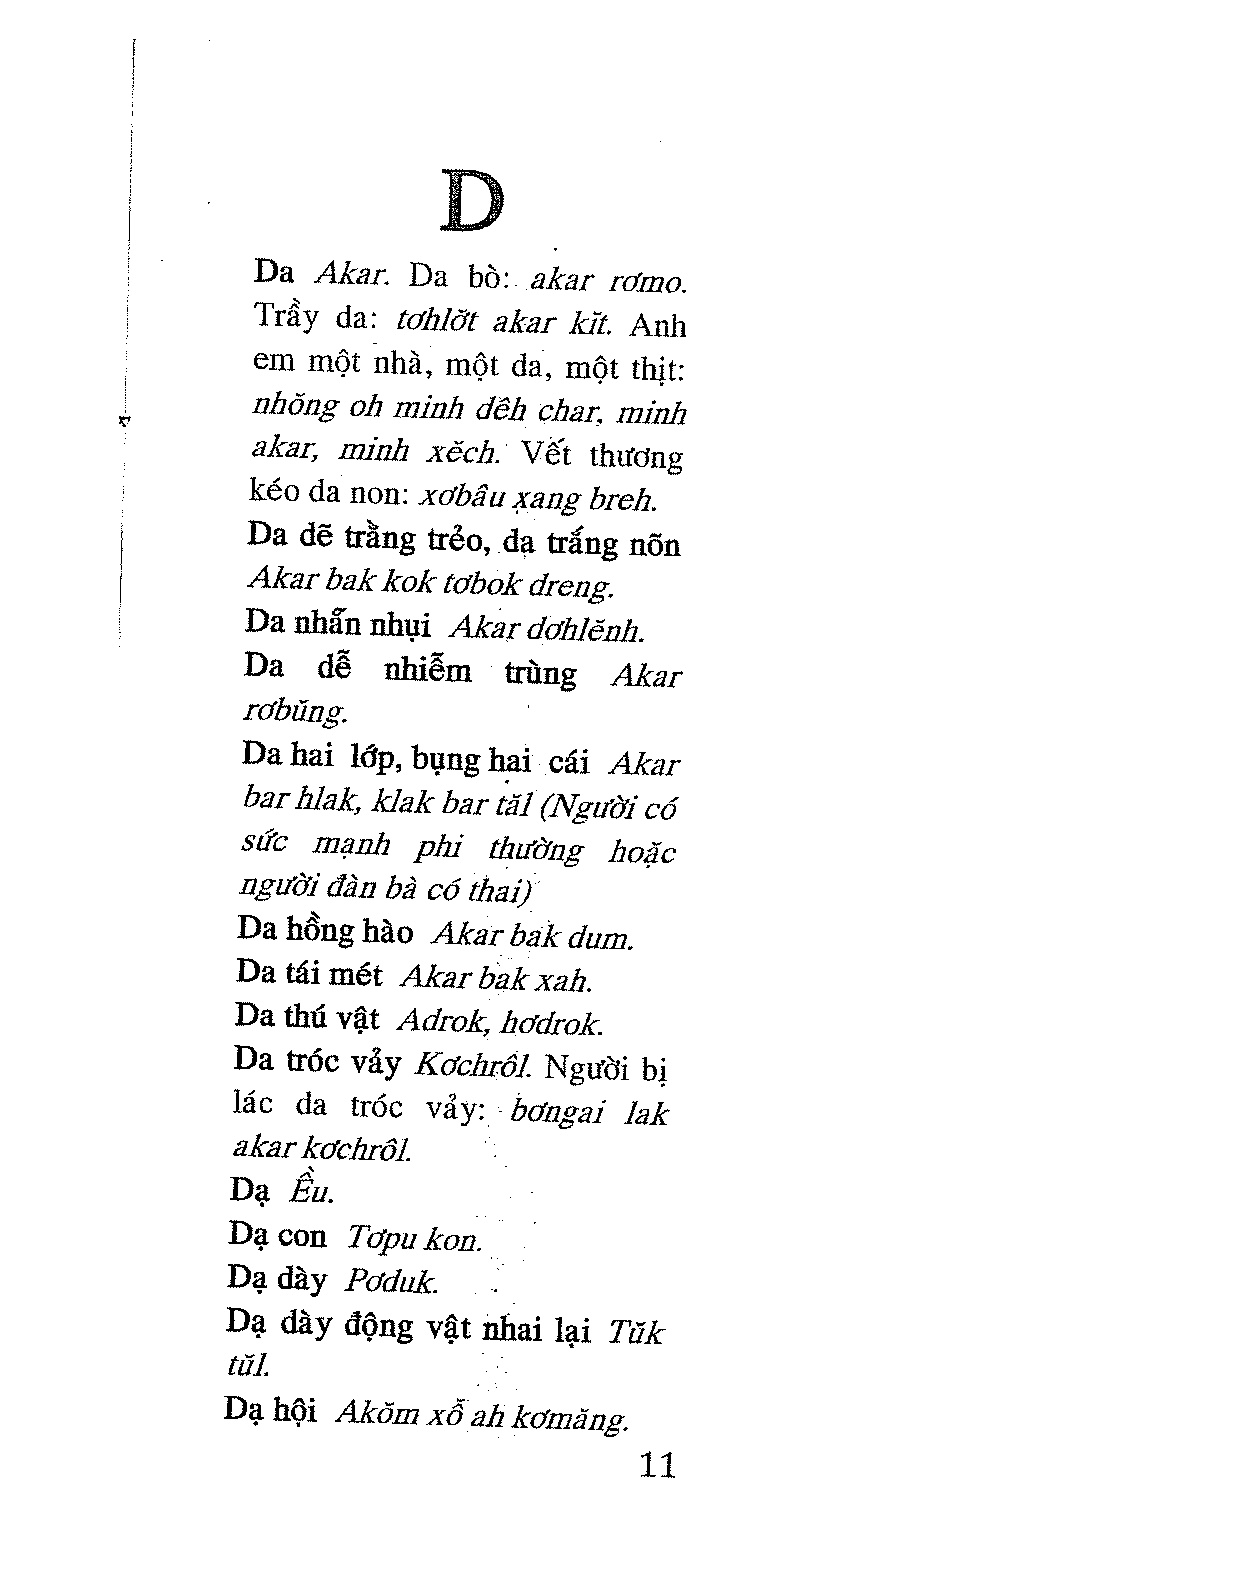 D
Da Akar. Da bò: akar rơmo.
Trầy da: tơhlơ̆t akar kĭt. Anh
em một nhà, một da, một thịt:
nhŏng oh minh dêh char, minh
akar, minh xĕch. Vết thương
kéo da non: xơbâu xang breh.
Da dẽ trằng trẻo, da trắng nõn
Akar bak kok tơbok dreng.
Da nhẵn nhụi Akar dơhlĕnh.
Da dễ nhiễm trùng Akar
rơbŭng.
Da hai lớp, bụng hai cái Akar
bar hlak, klak bar tăl (Người có
sức mạnh phi thường hoặc
người đàn bà có thai)
Da hồng hào Akar bak dum.
Da tái mét Akar bak xah.
Da thú vật Adrok, hơdrok.
Da tróc vảy Kơchrôl. Người bị
lác da tróc vảy: bơngai lak
akar kơchrôl.
Dạ Ều.
Dạ con Tơpu kon.
Dạ dày Pơduk.
Dạ dày động vật nhai lại Tŭk
tŭl.
Dạ hội Akŏm xô̆ ah kơmăng.
11